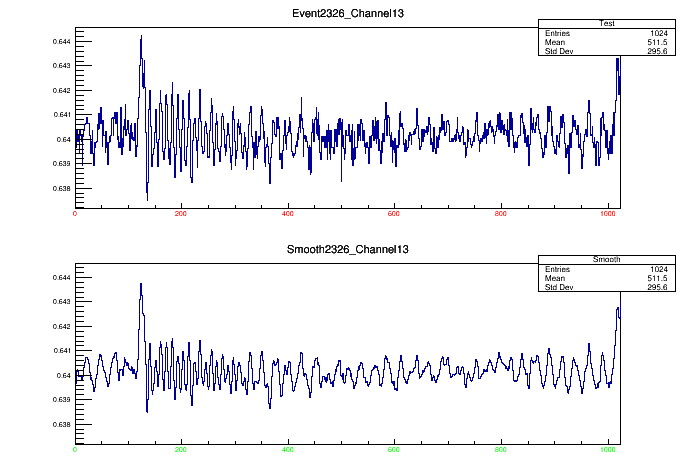 Event2326_Channel13
Test
Entries 1024
Mean 511.5
Std Dev 295.6
0.644
0.643
0.642
0.641
0.64
0.639
0.638
0 200 400 600 800 1000
Smooth2326_Channel13
Smooth
Entries 1024
Mean 511.5
Std Dev 295.6
0.644
0.643
0.642
0.641
0.64
0.639
0.638
0 200 400 600 800 1000